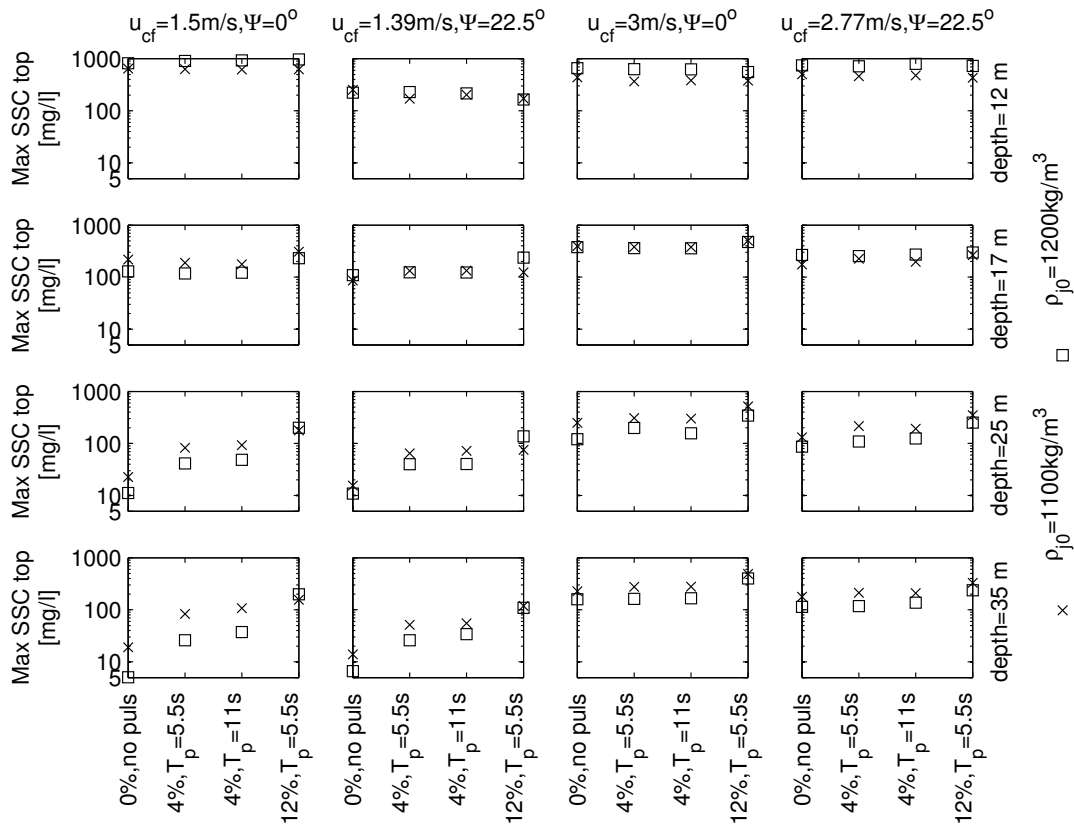 u_cf=1.5m/s,Ψ=0°
u_cf=1.39m/s,Ψ=22.5°
u_cf=3m/s,Ψ=0°
u_cf=2.77m/s,Ψ=22.5°
Max SSC top
[mg/l]
1000
100
10
5
depth=12 m
Max SSC top
[mg/l]
1000
100
10
5
depth=17 m
Max SSC top
[mg/l]
1000
100
10
5
depth=25 m
Max SSC top
[mg/l]
1000
100
10
5
depth=35 m
0%,no puls
4%,T_p=5.5s
4%,T_p=11s
12%,T_p=5.5s
0%,no puls
4%,T_p=5.5s
4%,T_p=11s
12%,T_p=5.5s
0%,no puls
4%,T_p=5.5s
4%,T_p=11s
12%,T_p=5.5s
0%,no puls
4%,T_p=5.5s
4%,T_p=11s
12%,T_p=5.5s
× ρ_j0=1100kg/m³
□ ρ_j0=1200kg/m³